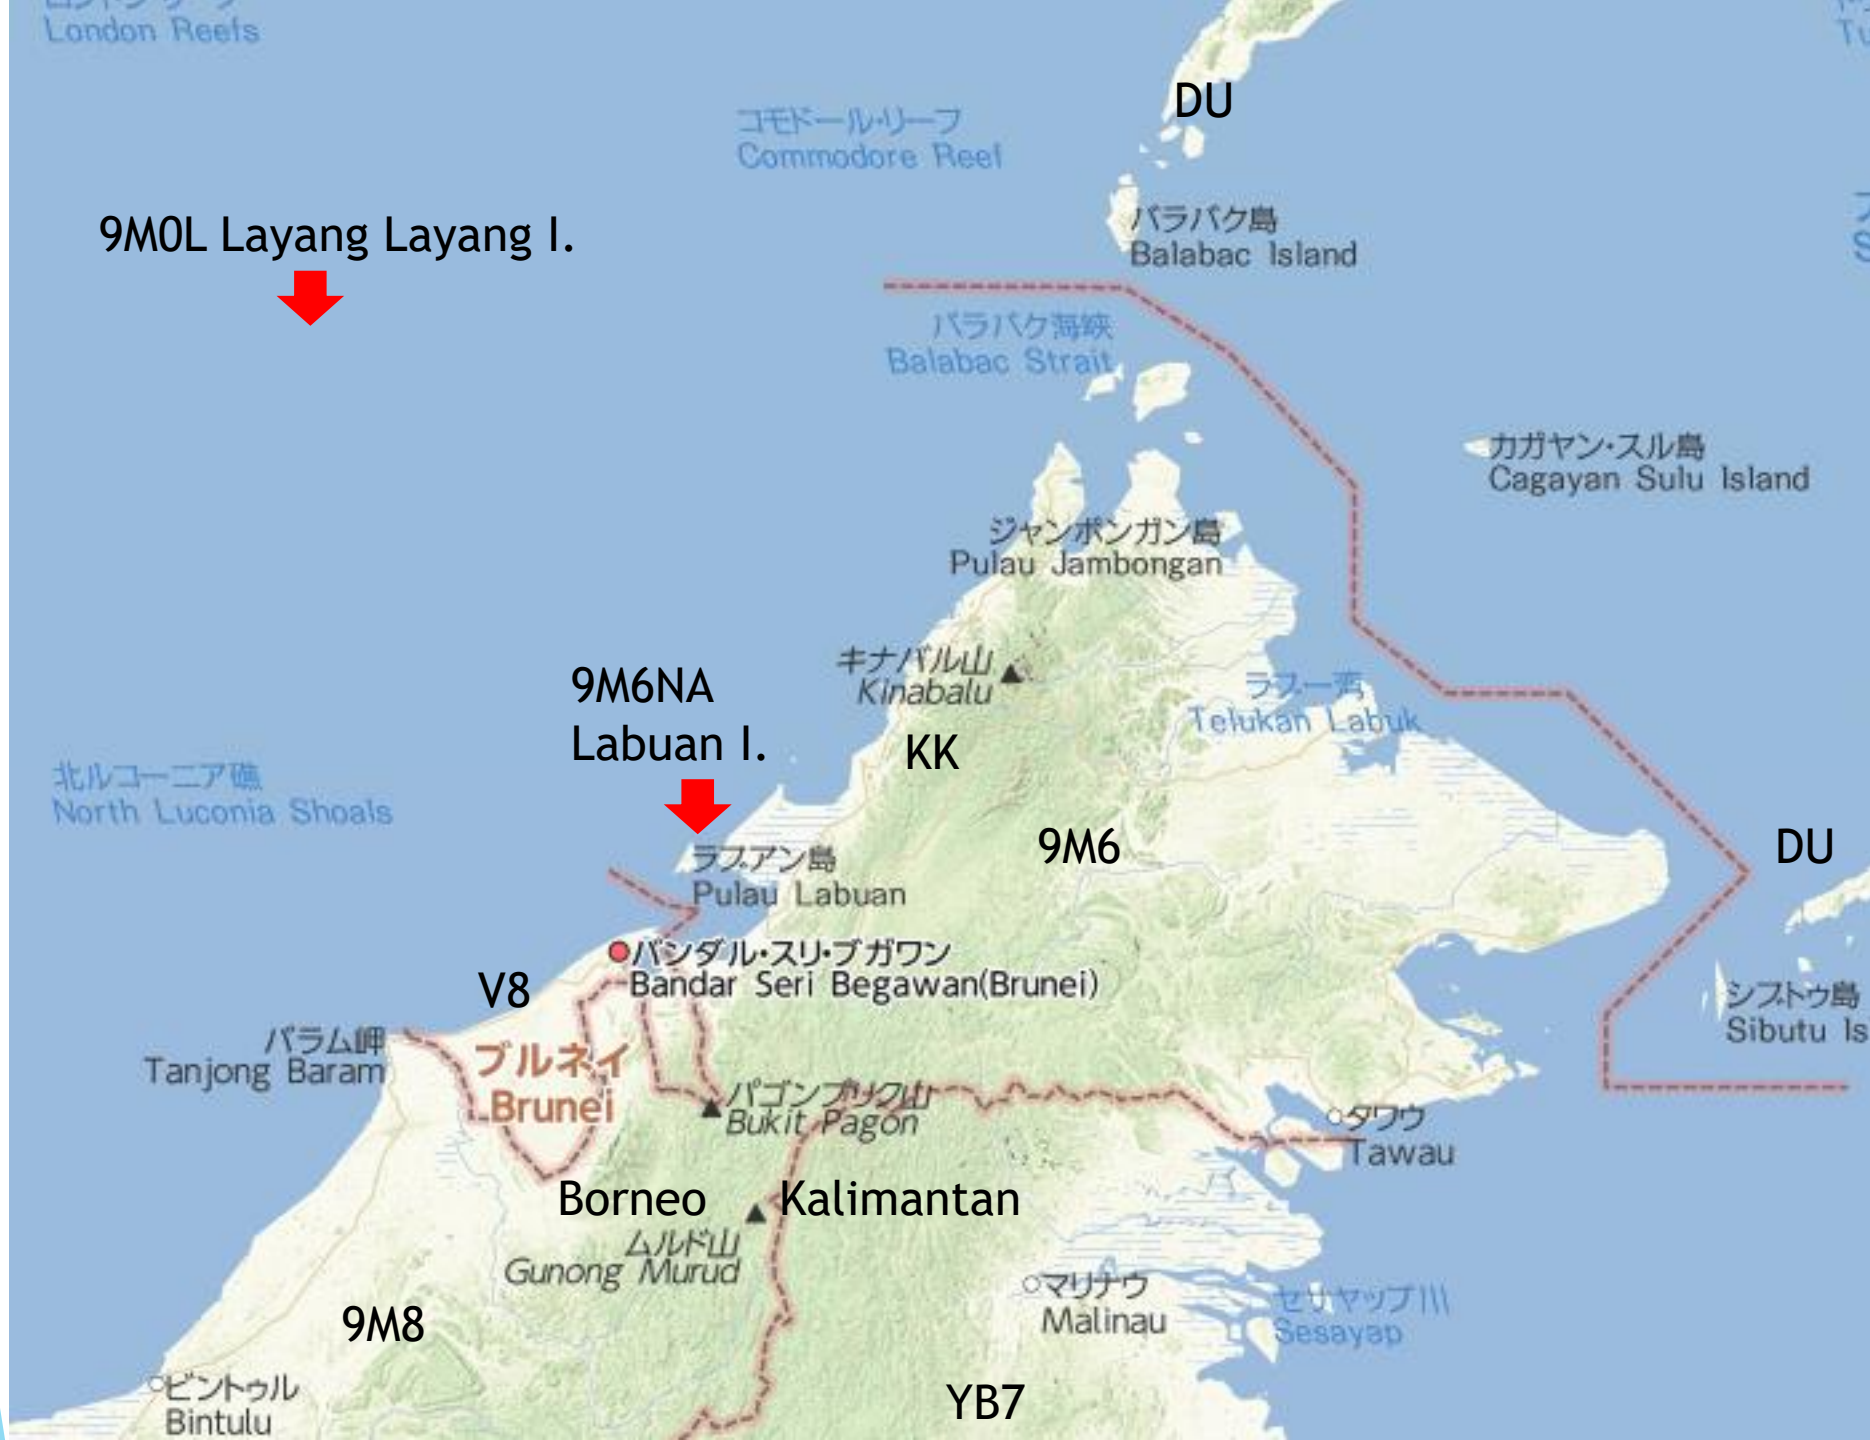 London Reefs
DU
コモドール・リーフ
Commodore Reef
9M0L Layang Layang I.
バラバク島
Balabac Island
バラバク海峡
Balabac Strait
カガヤン・スル島
Cagayan Sulu Island
ジャンボンガン島
Pulau Jambongan
キナバル山
Kinabalu
9M6NA
Labuan I.
ラブー湾
Telukan Labuk
KK
北ルコーニア礁
North Luconia Shoals
9M6
DU
ラブアン島
Pulau Labuan
バンダル・スリ・ブガワン
Bandar Seri Begawan(Brunei)
V8
シブトゥ島
Sibutu Is
バラム岬
Tanjong Baram
ブルネイ
Brunei
パゴンプリク山
Bukit Pagon
タワウ
Tawau
Borneo
Kalimantan
ムルド山
Gunong Murud
マリナウ
Malinau
セサヤップ川
Sesayap
9M8
ビントゥル
Bintulu
YB7